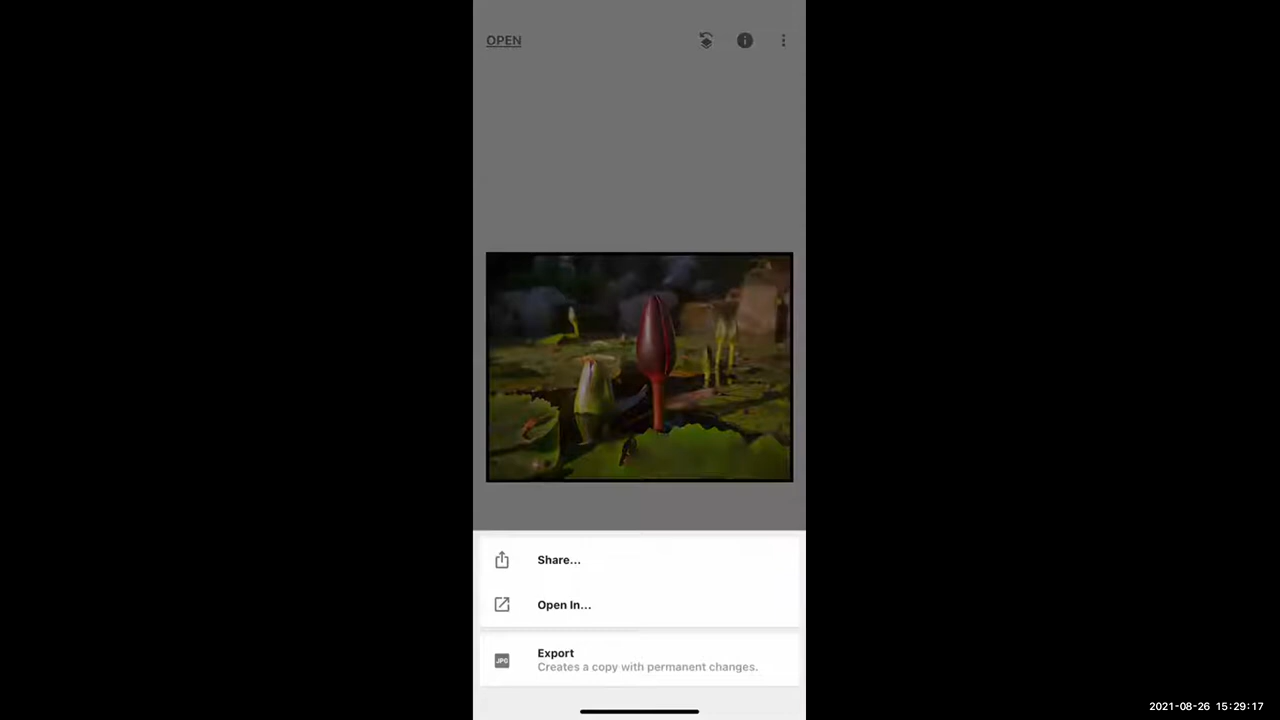 OPEN
Share...
Open In...
JPG
Export
Creates a copy with permanent changes.
2021-08-26 15:29:17